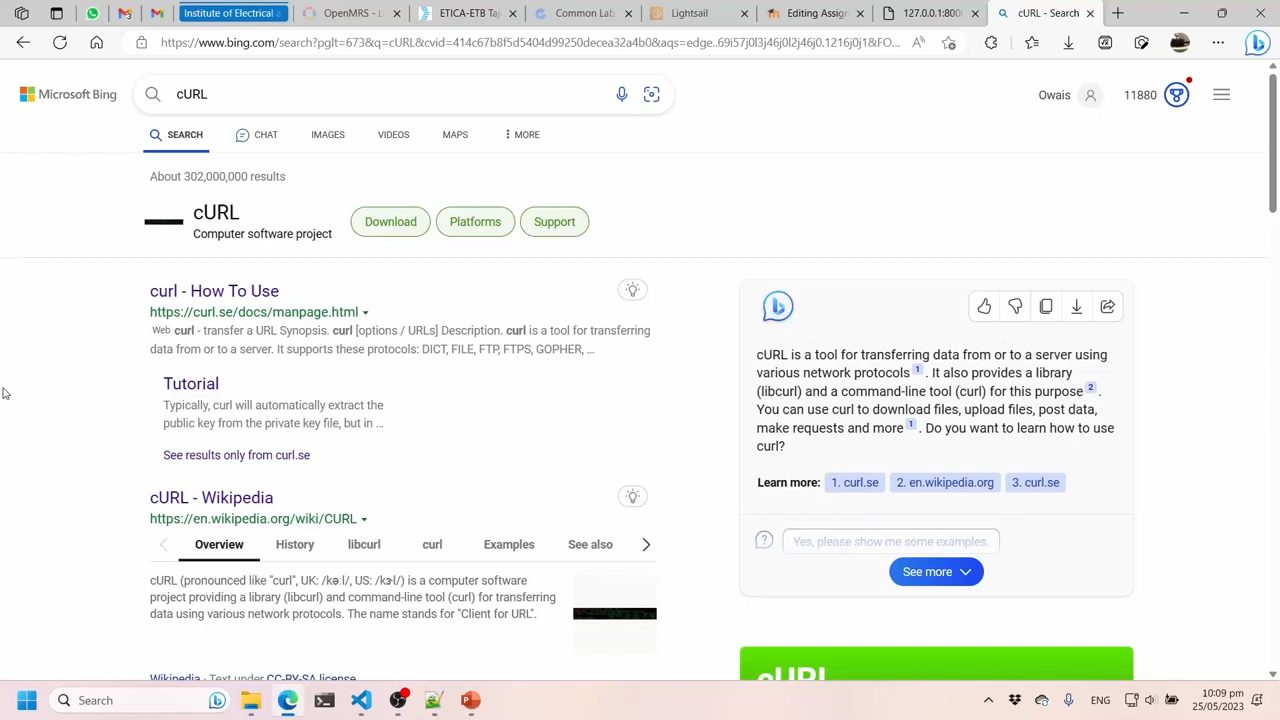 Institute of Electrical a
OpenMRS - L
ETICA-ETB Ta
Common Lab
Lightsail
Editing Assig
127.0.0.1:8000
cURL - Search
https://www.bing.com/search?pglt=673&q=cURL&cvid=414c67b8f5d5404d99250decea32a4b0&aqs=edge..69i57j0l3j46j0l2j46j0.1216j0j1&FO...
Microsoft Bing
cURL
Owais
11880
SEARCH
CHAT
IMAGES
VIDEOS
MAPS
MORE
About 302,000,000 results
cURL
Computer software project
Download
Platforms
Support
curl - How To Use
https://curl.se/docs/manpage.html
Web curl - transfer a URL Synopsis. curl [options / URLs] Description. curl is a tool for transferring
data from or to a server. It supports these protocols: DICT, FILE, FTP, FTPS, GOPHER, ...
Tutorial
Typically, curl will automatically extract the
public key from the private key file, but in ...
See results only from curl.se
cURL - Wikipedia
https://en.wikipedia.org/wiki/CURL
Overview
History
libcurl
curl
Examples
See also
cURL (pronounced like "curl", UK: /kəːl/, US: /kɜːl/) is a computer software
project providing a library (libcurl) and command-line tool (curl) for transferring
data using various network protocols. The name stands for "Client for URL".
Wikipedia · Text under CC-BY-SA license
cURL is a tool for transferring data from or to a server using
various network protocols 1 . It also provides a library
(libcurl) and a command-line tool (curl) for this purpose 2 .
You can use curl to download files, upload files, post data,
make requests and more 1 . Do you want to learn how to use
curl?
Learn more: 1. curl.se 2. en.wikipedia.org 3. curl.se
Yes, please show me some examples.
See more
cURL
Search
ENG
10:09 pm
25/05/2023